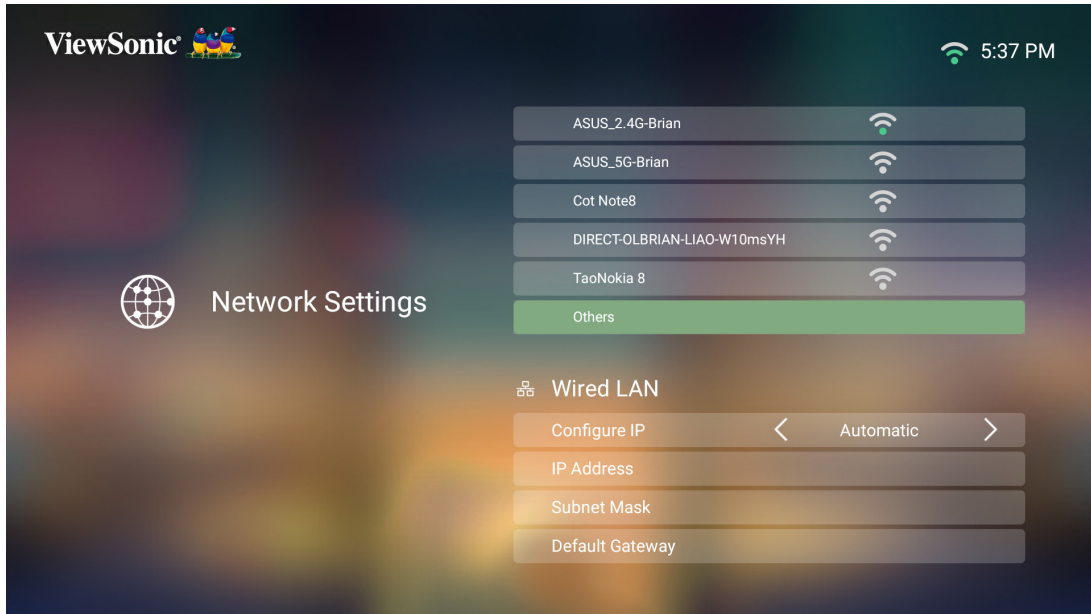 ViewSonic®
5:37 PM
ASUS_2.4G-Brian
ASUS_5G-Brian
Cot Note8
DIRECT-OLBRIAN-LIAO-W10msYH
TaoNokia 8
Others
Network Settings
Wired LAN
Configure IP < Automatic >
IP Address
Subnet Mask
Default Gateway